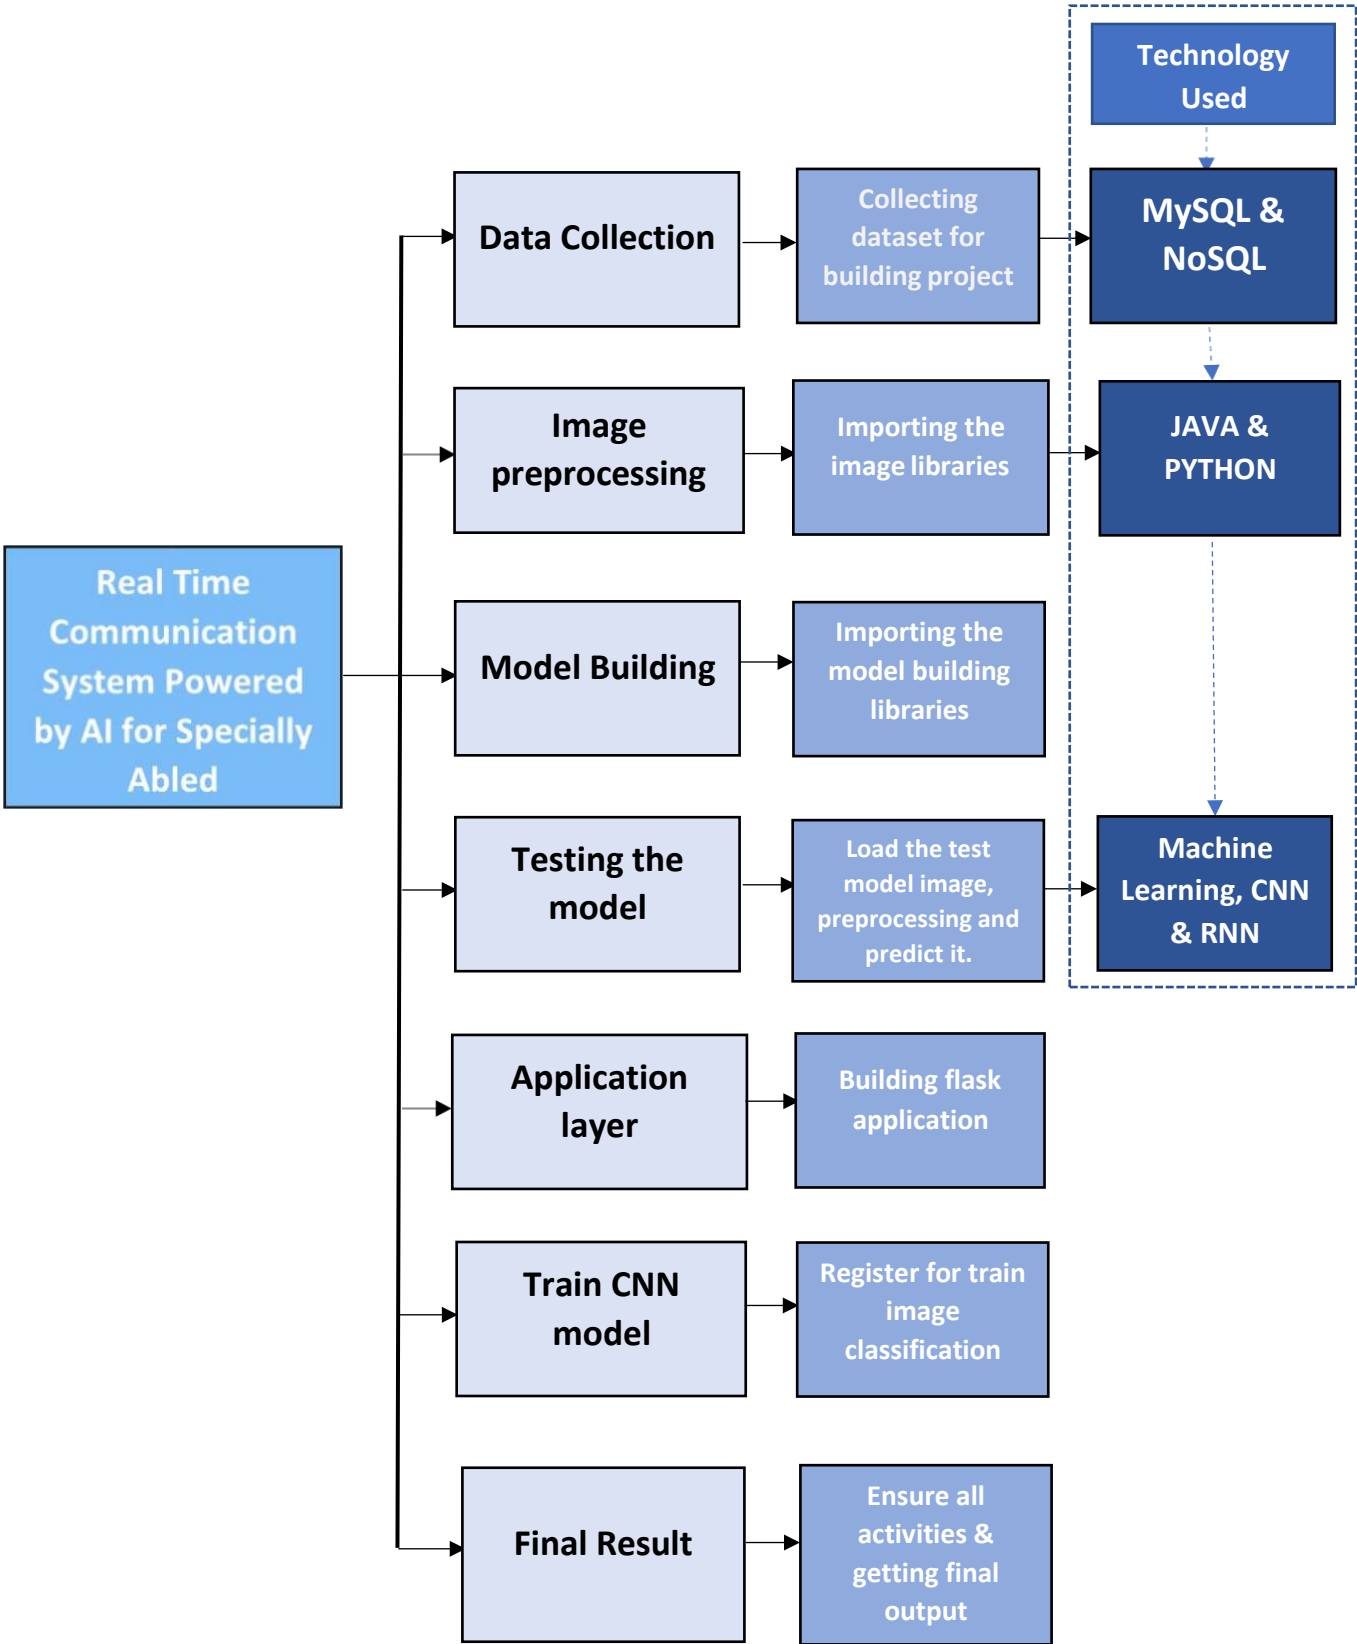 Technology
Used
Data Collection
Collecting
dataset for
building project
MySQL &
NoSQL
Image
preprocessing
Importing the
image libraries
JAVA &
PYTHON
Real Time
Communication
System Powered
by AI for Specially
Abled
Model Building
Importing the
model building
libraries
Testing the
model
Load the test
model image,
preprocessing and
predict it.
Machine
Learning, CNN
& RNN
Application
layer
Building flask
application
Train CNN
model
Register for train
image
classification
Final Result
Ensure all
activities &
getting final
output